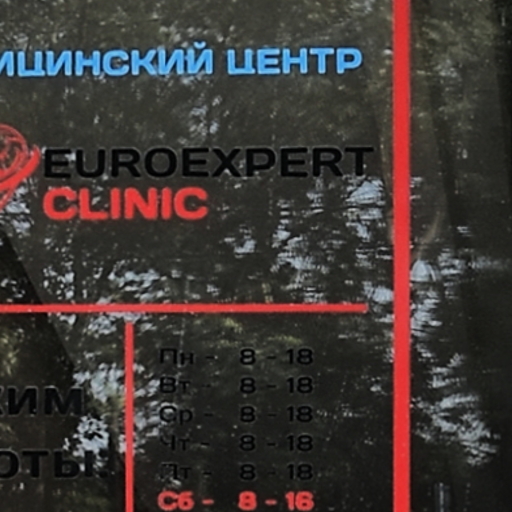 ИЦИНСКИЙ ЦЕНТР
EUROEXPERT
CLINIC
Пн - 8 - 18
Вт - 8 - 18
Ср - 8 - 18
ЖИМ
Чт - 8 - 18
ОТЫ:
Пт - 8 - 18
Сб - 8 - 16